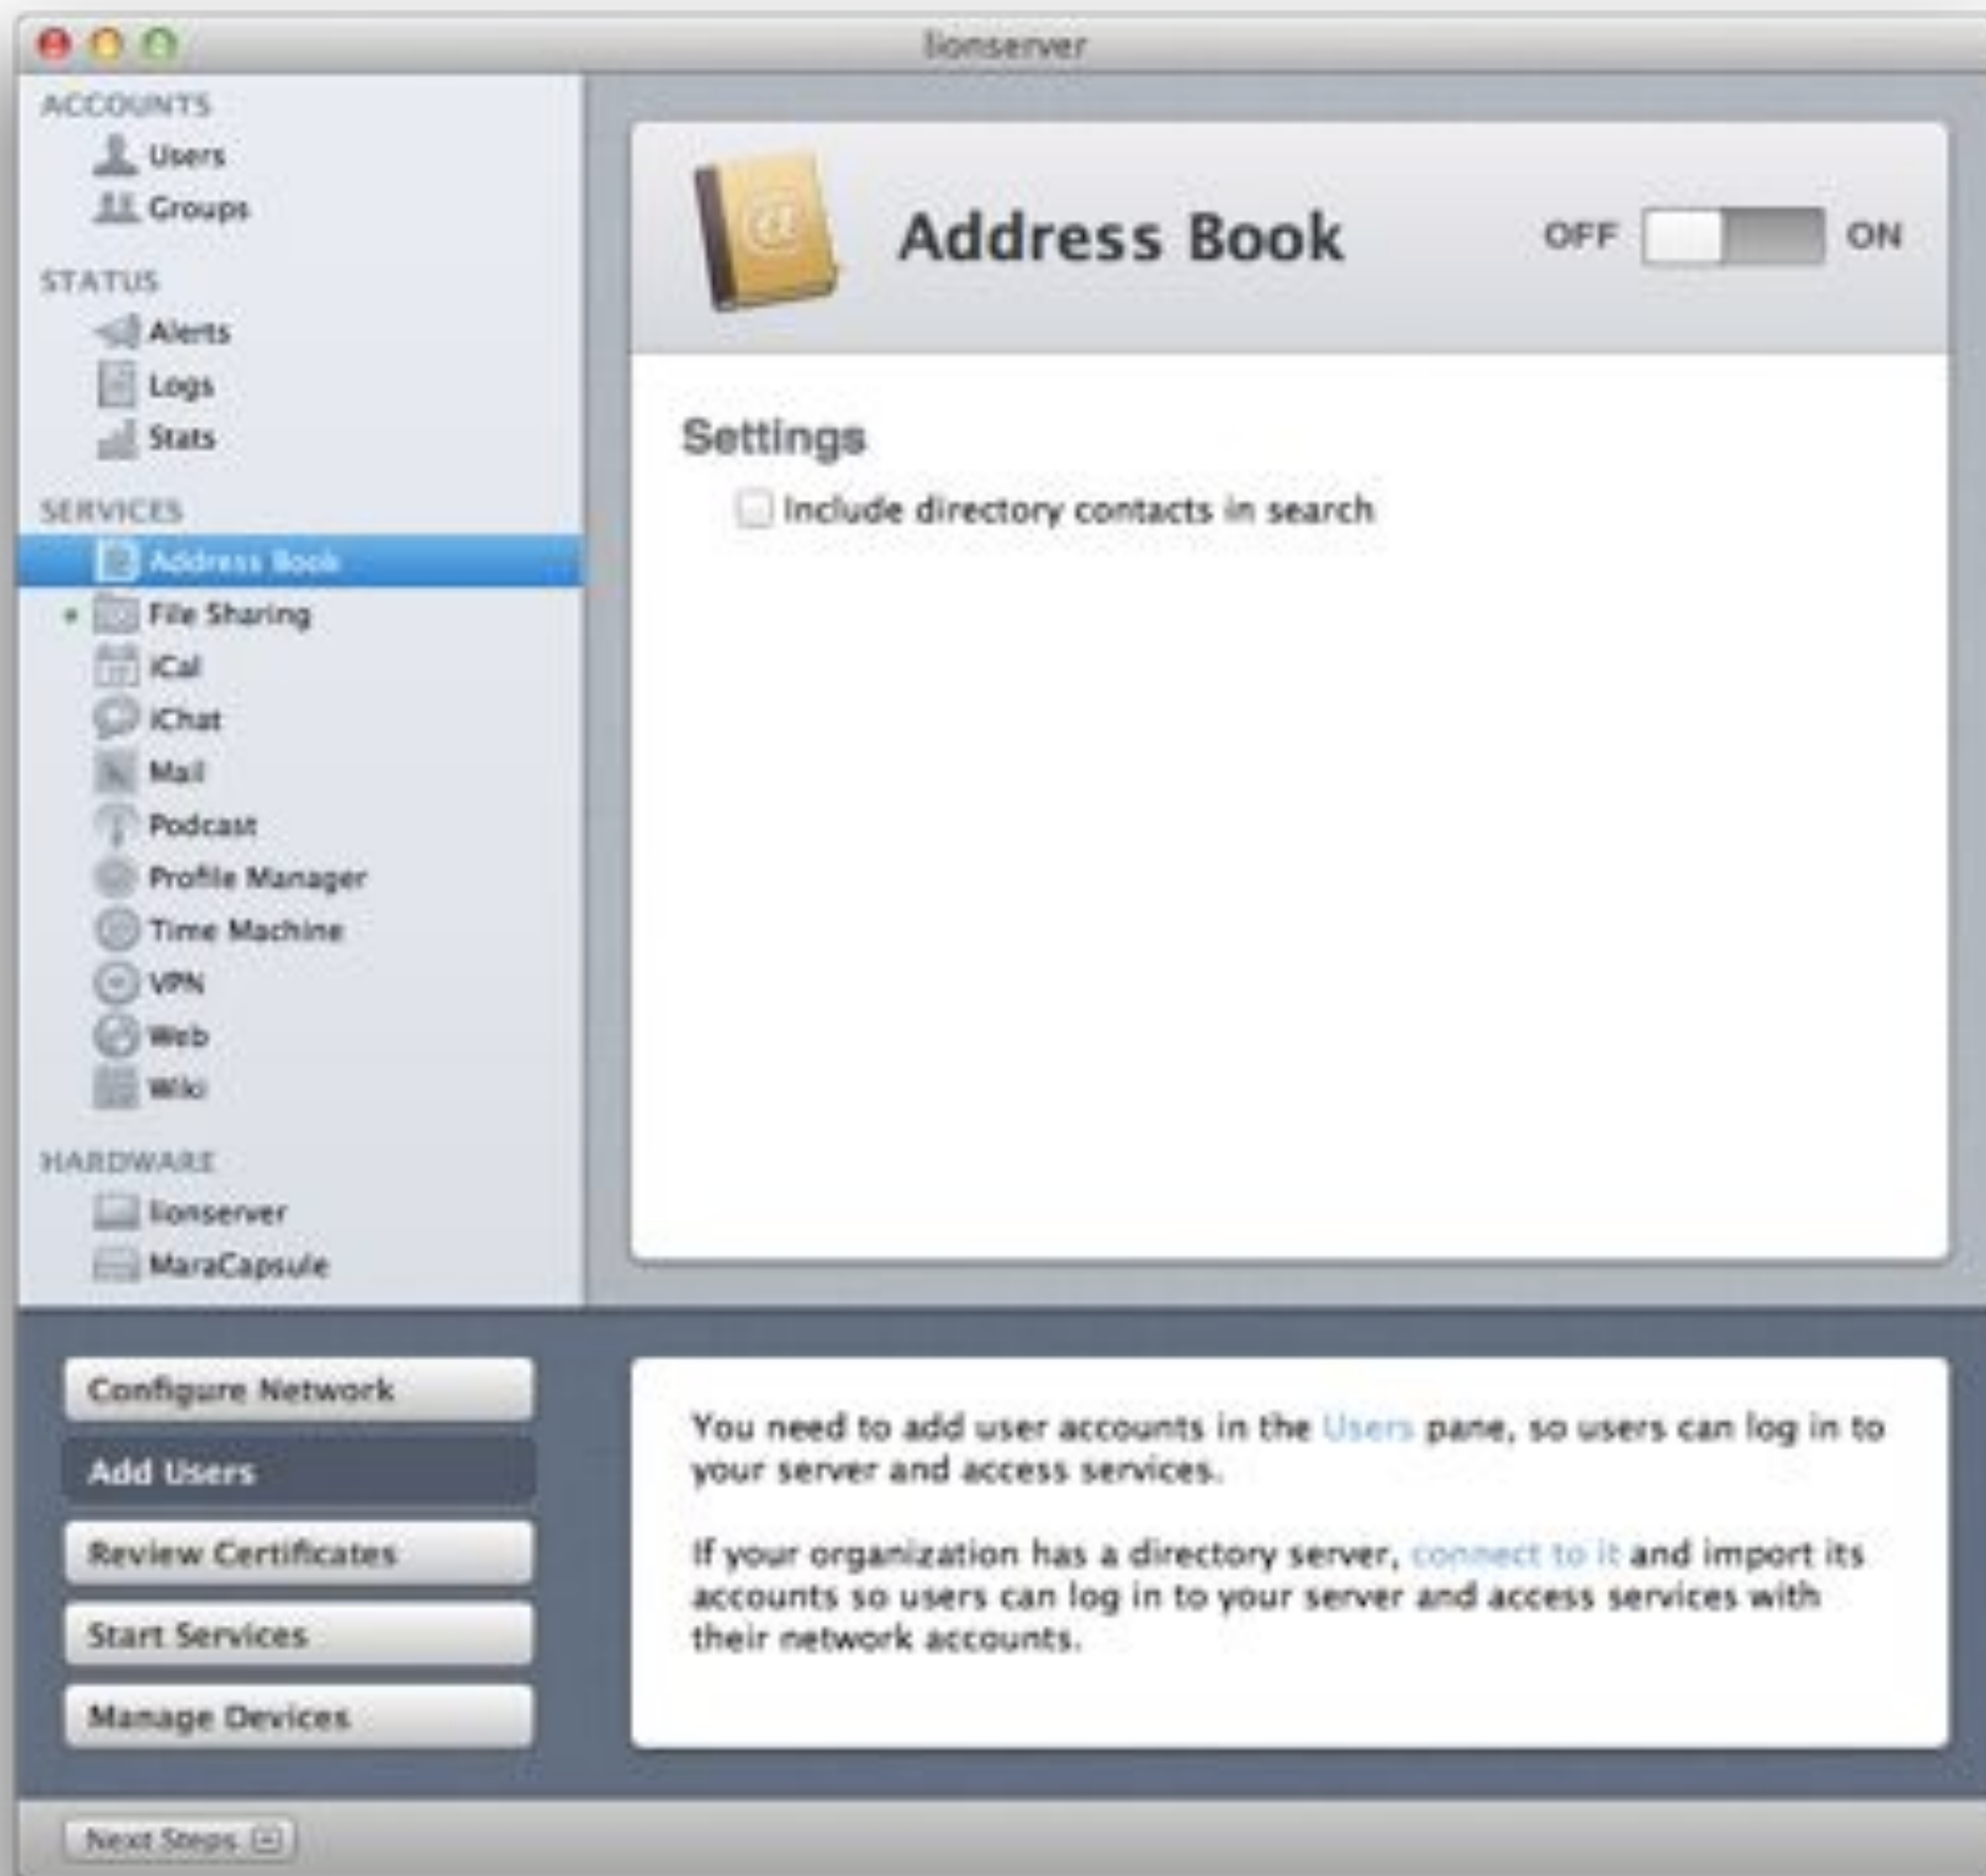 lionserver
ACCOUNTS
Users
Groups
STATUS
Alerts
Logs
Stats
SERVICES
Address Book
File Sharing
iCal
iChat
Mail
Podcast
Profile Manager
Time Machine
VPN
Web
Wiki
HARDWARE
lionserver
MaraCapsule
@
Address Book
OFF ON
Settings
Include directory contacts in search
Configure Network
Add Users
Review Certificates
Start Services
Manage Devices
You need to add user accounts in the Users pane, so users can log in to
your server and access services.
If your organization has a directory server, connect to it and import its
accounts so users can log in to your server and access services with
their network accounts.
Next Steps